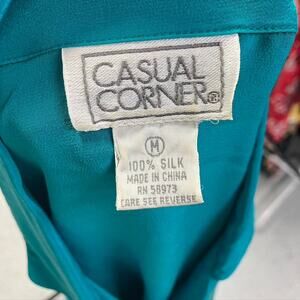 CASUAL
CORNER®
M
100% SILK
MADE IN CHINA
RN 58973
CARE SEE REVERSE